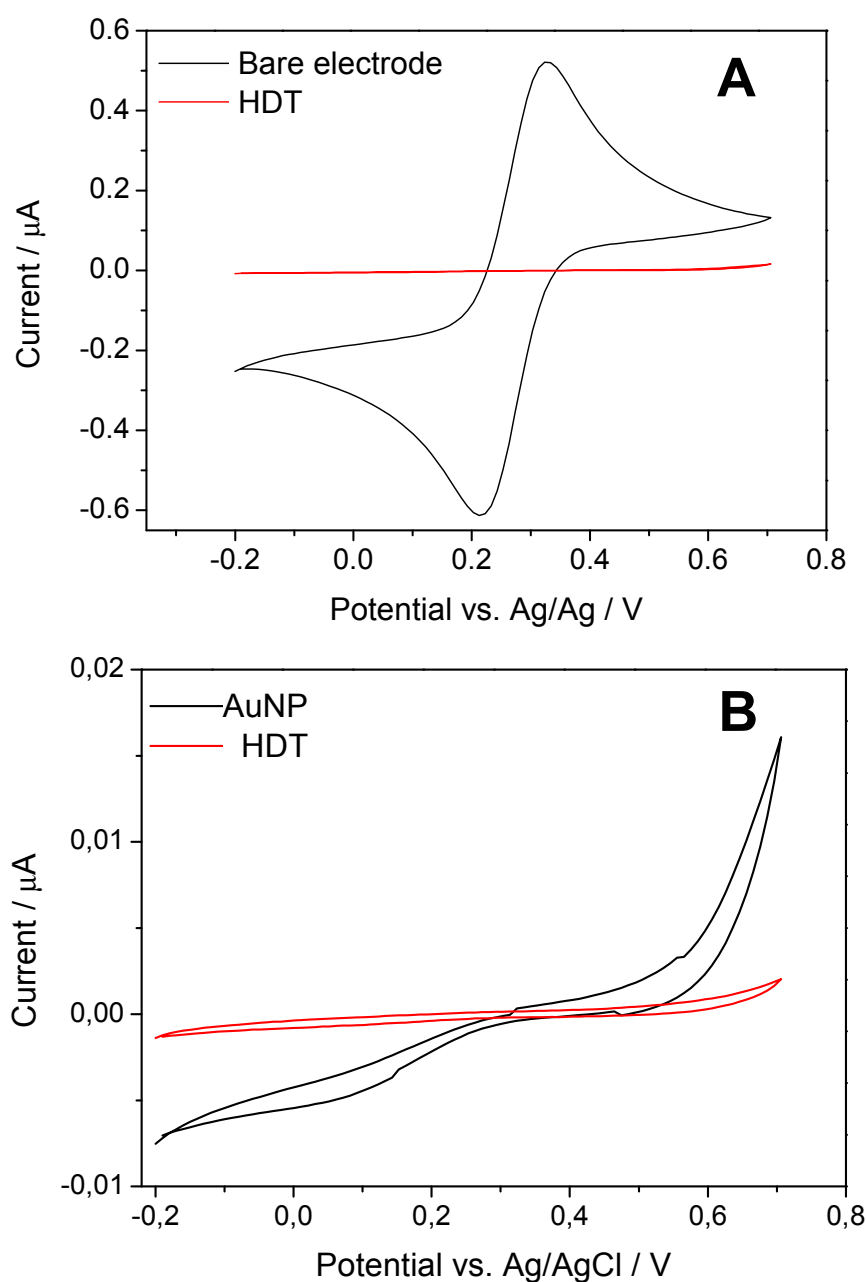 0.6
Bare electrode
HDT
A
0.4
0.2
0.0
-0.2
-0.4
-0.6
Current / μA
-0.2 0.0 0.2 0.4 0.6 0.8
Potential vs. Ag/Ag / V
0,02
AuNP
HDT
B
0,01
0,00
-0,01
Current / μA
-0,2 0,0 0,2 0,4 0,6 0,8
Potential vs. Ag/AgCl / V